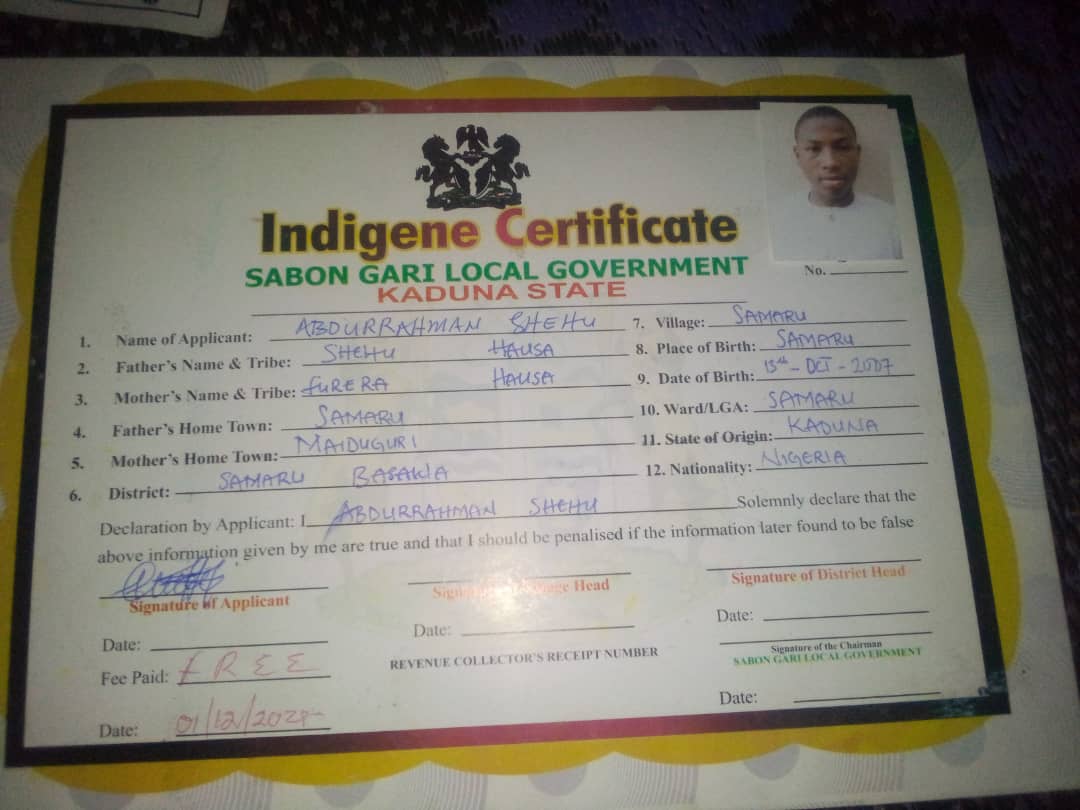 Indigene Certificate
SABON GARI LOCAL GOVERNMENT
KADUNA STATE
No.
1. Name of Applicant: ABDURRAHMAN SHEHU
2. Father's Name & Tribe: SHEHU HAUSA
3. Mother's Name & Tribe: FURERA HAUSA
4. Father's Home Town: SAMARU
5. Mother's Home Town: MAIDUGURI
6. District: SAMARU BASAWA
7. Village: SAMARU
8. Place of Birth: SAMARU
9. Date of Birth: 13th - OCT - 2007
10. Ward/LGA: SAMARU
11. State of Origin: KADUNA
12. Nationality: NIGERIA
Declaration by Applicant: I ABDURRAHMAN SHEHU Solemnly declare that the
above information given by me are true and that I should be penalised if the information later found to be false
Signature of Applicant
Date:
Fee Paid: FREE
Date: 01/12/
Head
Date:
REVENUE COLLECTOR'S RECEIPT NUMBER
Signature of District Head
Date:
Signature of the Chairman
SABON GARI LOCAL GOVERNMENT
Date: